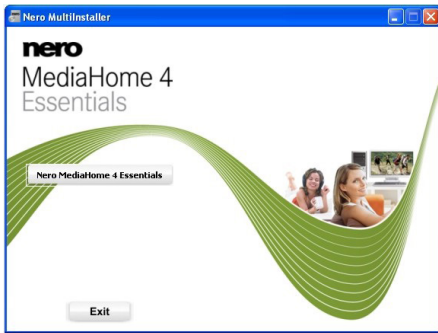 Nero MultiInstaller
nero
MediaHome 4
Essentials
Nero MediaHome 4 Essentials
Exit